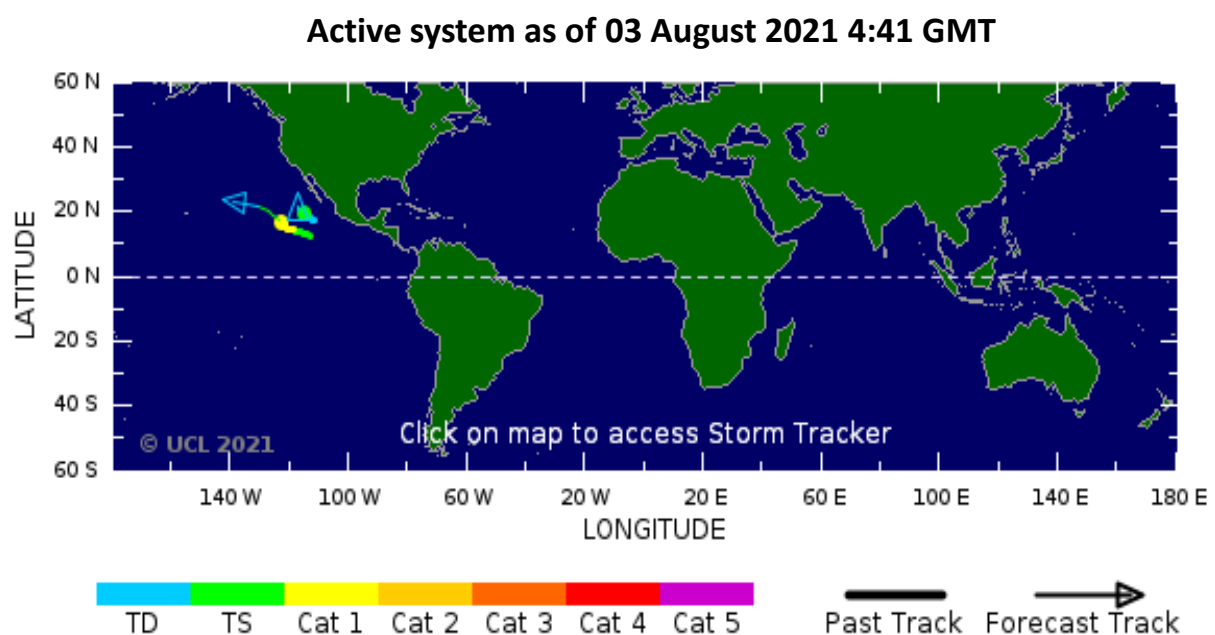 Active system as of 03 August 2021 4:41 GMT
60 N
40 N
20 N
0 N
20 S
40 S
60 S
LATITUDE
Click on map to access Storm Tracker
© UCL 2021
140 W 100 W 60 W 20 W 20 E 60 E 100 E 140 E 180 E
LONGITUDE
TD TS Cat 1 Cat 2 Cat 3 Cat 4 Cat 5 Past Track Forecast Track